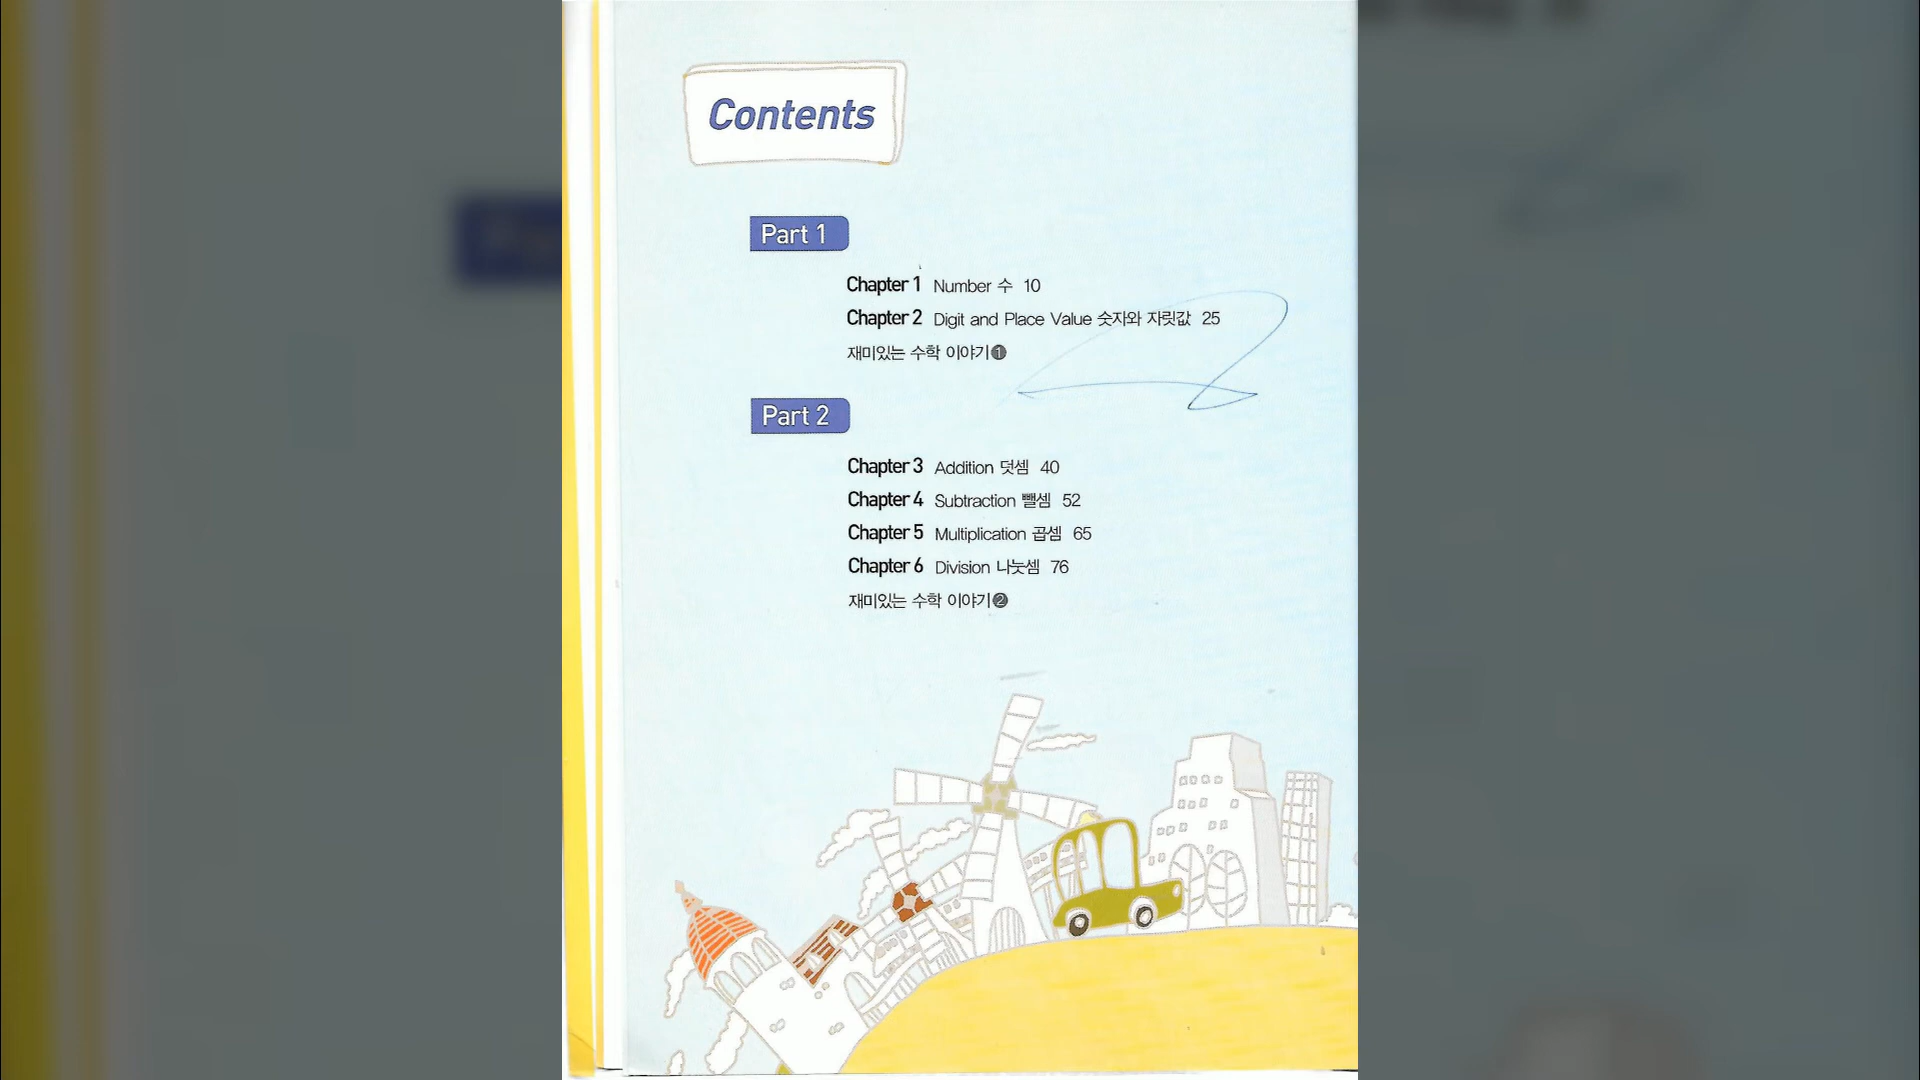 Contents
Part 1
Chapter 1 Number 수 10
Chapter 2 Digit and Place Value 숫자와 자릿값 25
재미있는 수학 이야기❶
Part 2
Chapter 3 Addition 덧셈 40
Chapter 4 Subtraction 뺄셈 52
Chapter 5 Multiplication 곱셈 65
Chapter 6 Division 나눗셈 76
재미있는 수학 이야기❷